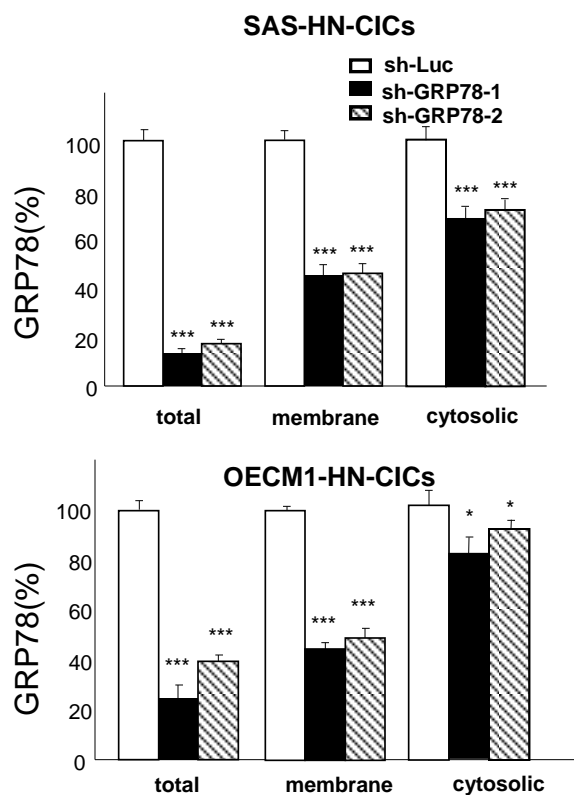 SAS-HN-CICs
sh-Luc
sh-GRP78-1
sh-GRP78-2
GRP78(%)
100
80
60
40
20
0
*** ***
*** ***
*** ***
total membrane cytosolic
OECM1-HN-CICs
GRP78(%)
100
80
60
40
20
0
*** ***
*** ***
* *
total membrane cytosolic